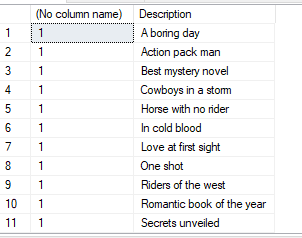 (No column name) Description
1 1 A boring day
2 1 Action pack man
3 1 Best mystery novel
4 1 Cowboys in a storm
5 1 Horse with no rider
6 1 In cold blood
7 1 Love at first sight
8 1 One shot
9 1 Riders of the west
10 1 Romantic book of the year
11 1 Secrets unveiled